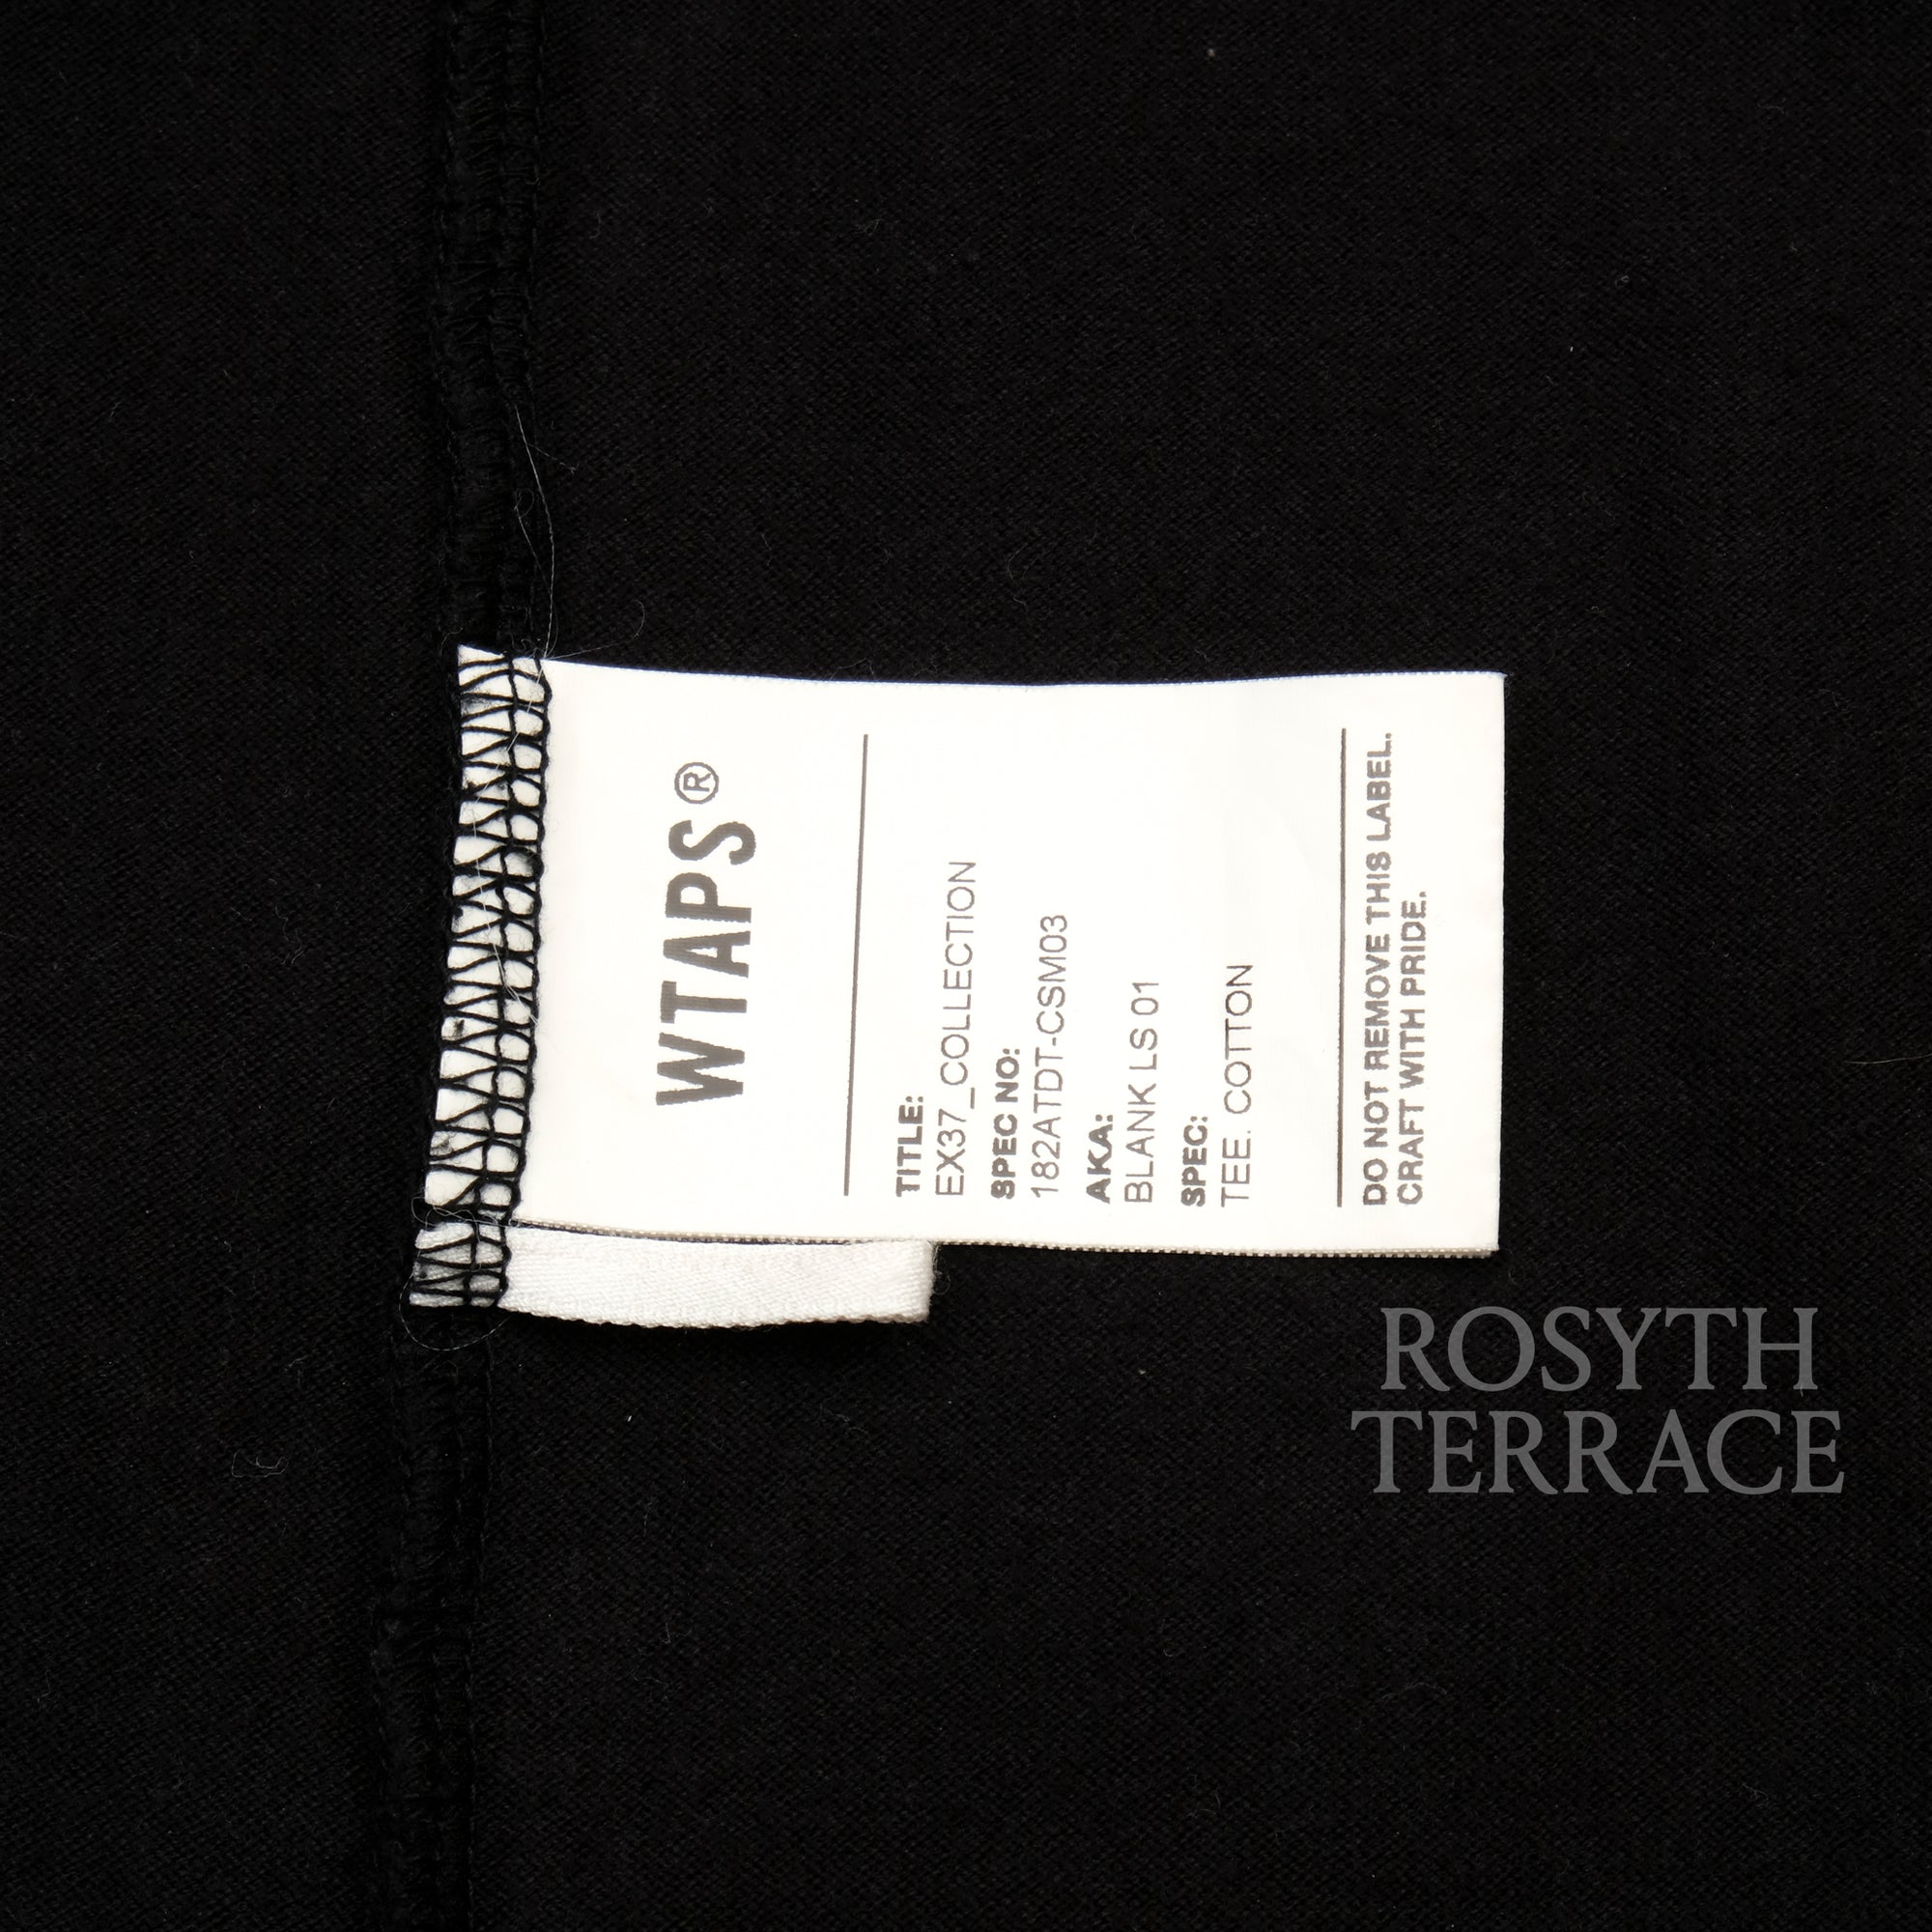 WTAPS®
TITLE:
EX37_COLLECTION
SPEC NO:
182ATDT-CSM03
AKA:
BLANK LS 01
SPEC:
TEE. COTTON
DO NOT REMOVE THIS LABEL.
CRAFT WITH PRIDE.
ROSYTH
TERRACE